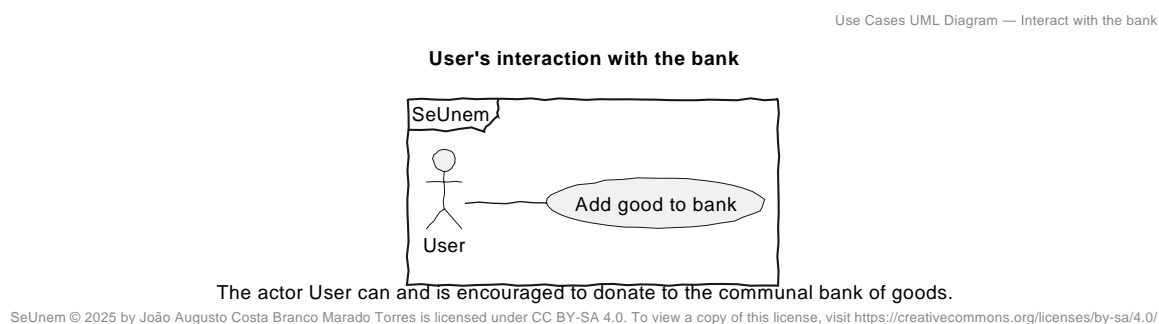 Use Cases UML Diagram — Interact with the bank
User's interaction with the bank
SeUnem
Add good to bank
User
The actor User can and is encouraged to donate to the communal bank of goods.
SeUnem © 2025 by João Augusto Costa Branco Marado Torres is licensed under CC BY-SA 4.0. To view a copy of this license, visit https://creativecommons.org/licenses/by-sa/4.0/